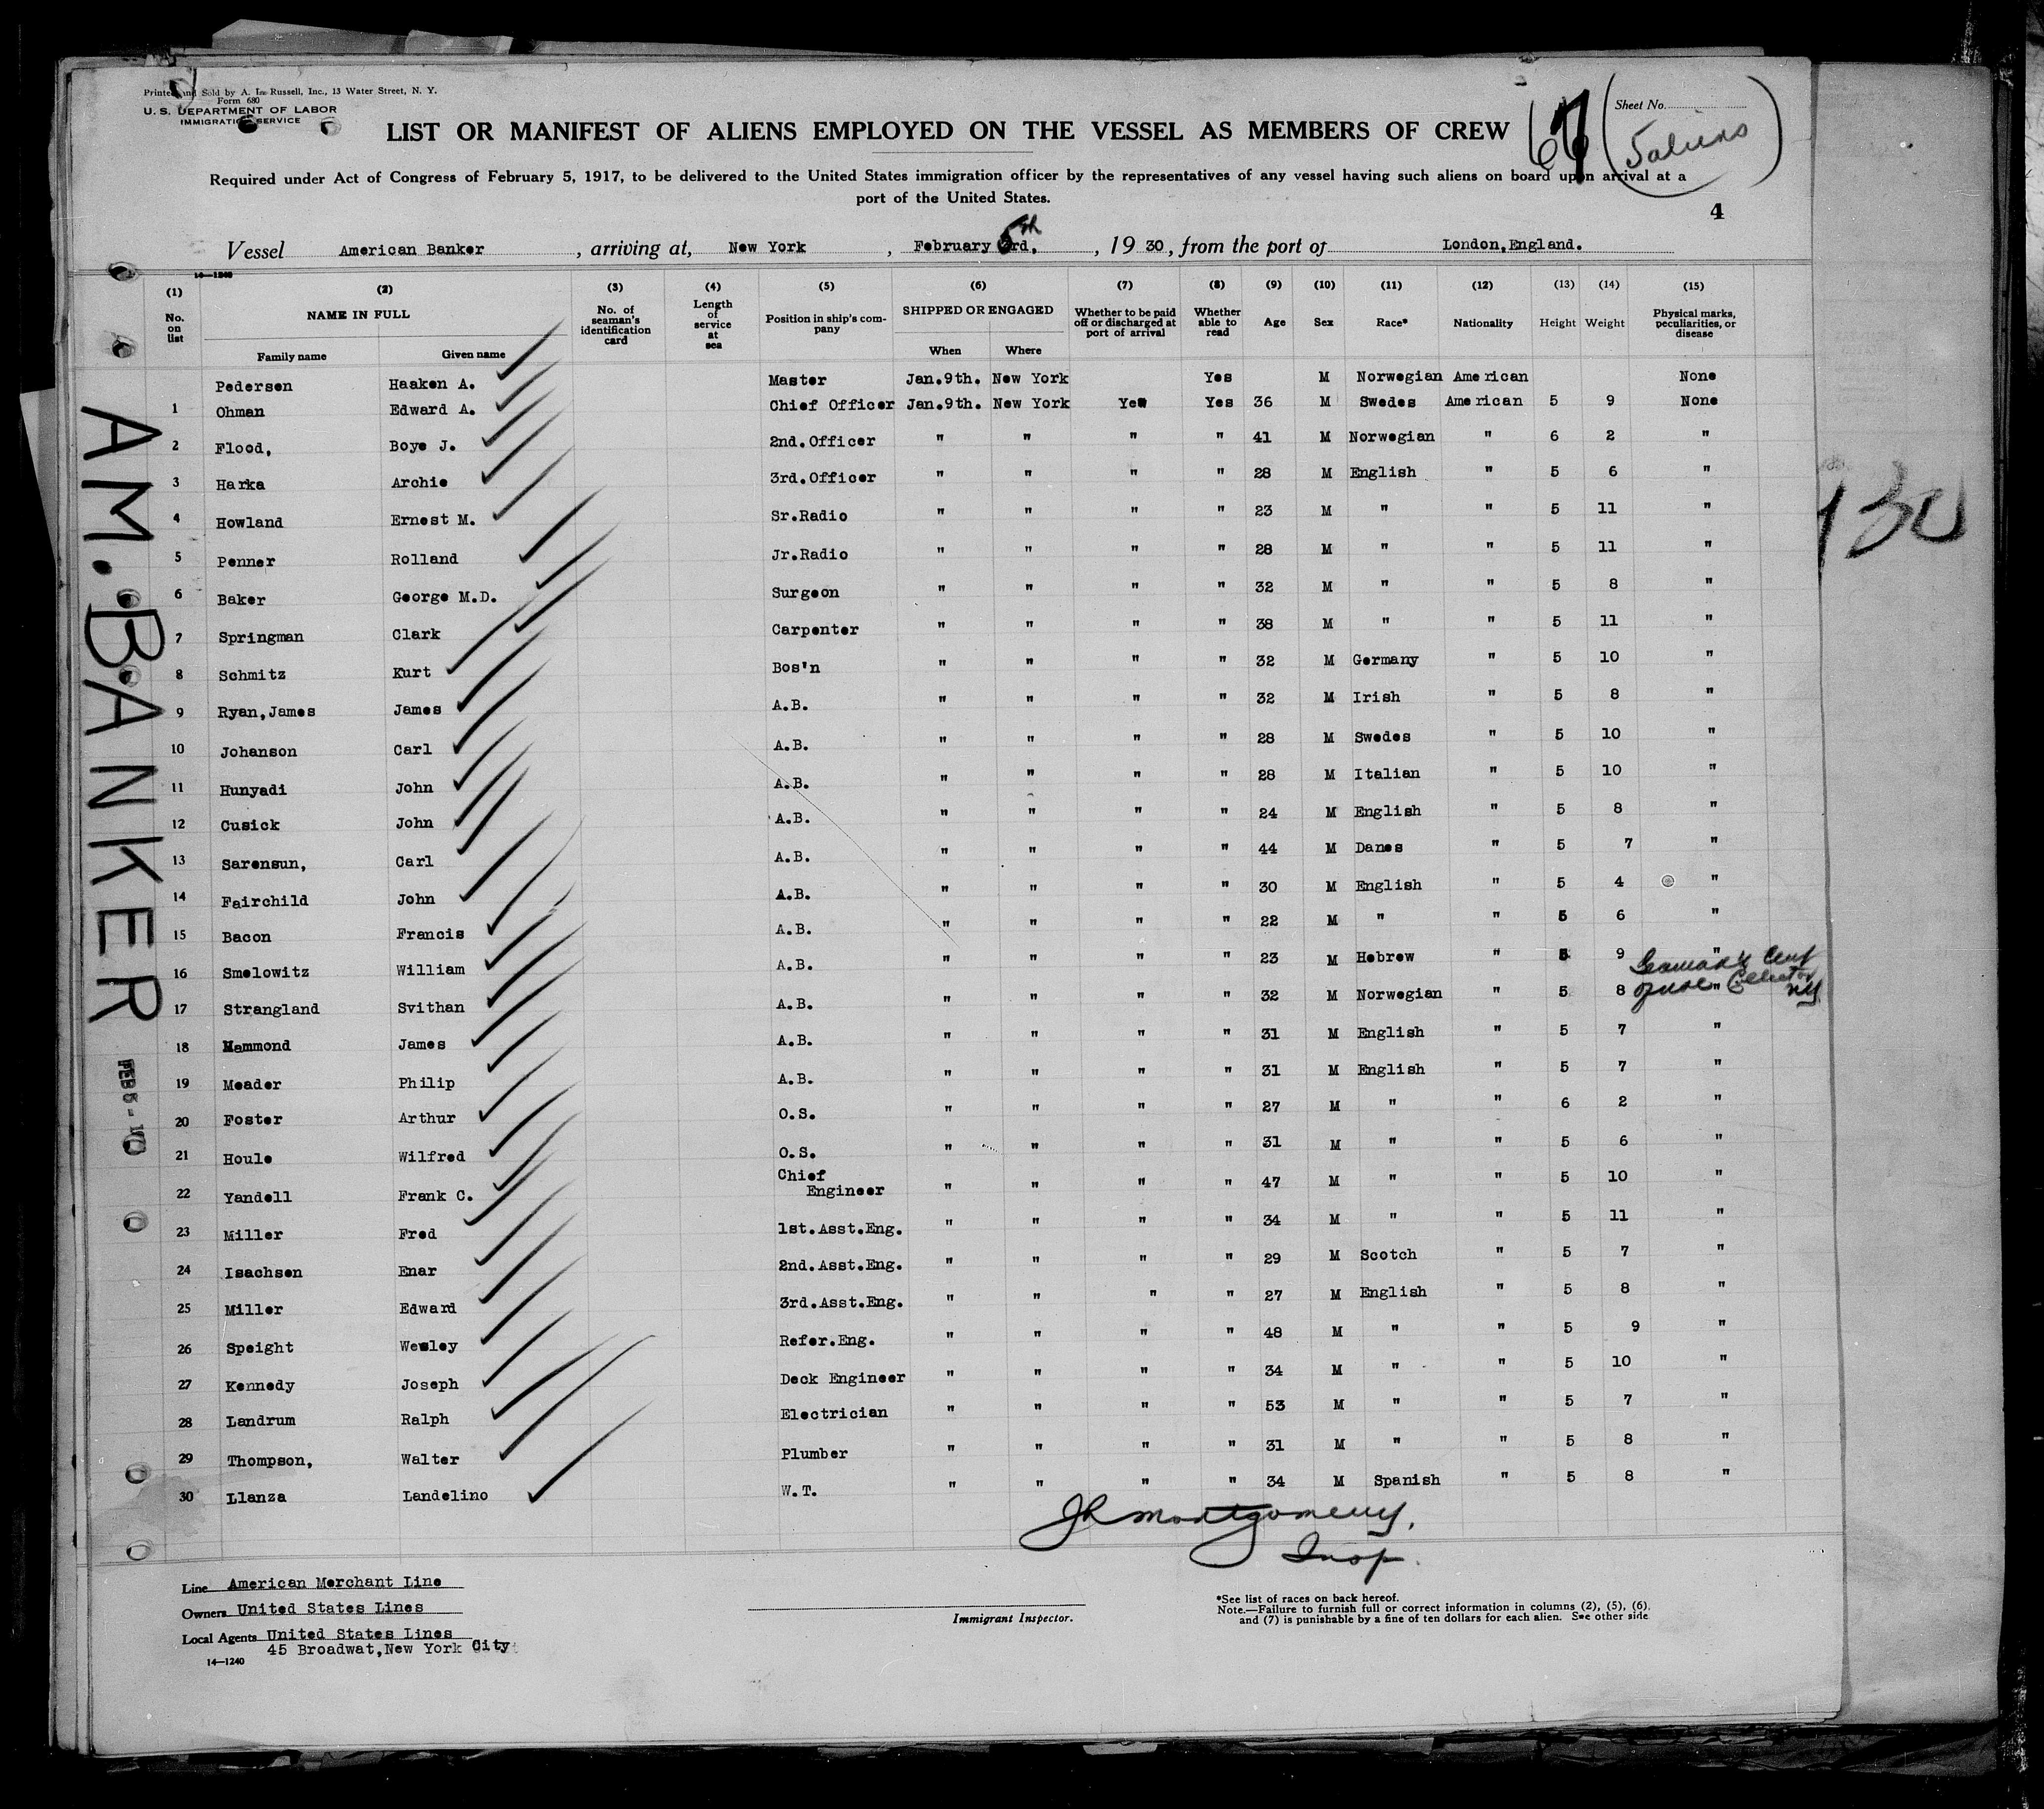 Printed and Sold by A. L. Russell, Inc., 13 Water Street, N. Y.
Form 680
U. S. DEPARTMENT OF LABOR
IMMIGRATION SERVICE
Sheet No.
5 aliens
LIST OR MANIFEST OF ALIENS EMPLOYED ON THE VESSEL AS MEMBERS OF CREW
Required under Act of Congress of February 5, 1917, to be delivered to the United States immigration officer by the representatives of any vessel having such aliens on board upon arrival at a
port of the United States.
4
Vessel American Banker , arriving at, New York , February 3rd, 5th , 19 30, from the port of London,England.
14—1240
(1) (2) (3) (4) (5) (6) (7) (8) (9) (10) (11) (12) (13) (14) (15)
No. on list NAME IN FULL Family name Given name No. of seaman's identification card Length of service at sea Position in ship's company SHIPPED OR ENGAGED When Where Whether to be paid off or discharged at port of arrival Whether able to read Age Sex Race* Nationality Height Weight Physical marks, peculiarities, or disease
Pedersen Haaken A. Master Jan.9th. New York Yes M Norwegian American None
1 Ohman Edward A. Chief Officer Jan.9th. New York Yes Yes 36 M Swedes American 5 9 None
2 Flood, Boye J. 2nd.Officer " " " " 41 M Norwegian " 6 2 "
3 Harka Archie 3rd.Officer " " " " 28 M English " 5 6 "
4 Howland Ernest M. Sr.Radio " " " " 23 M " " 5 11 "
5 Penner Rolland Jr.Radio " " " " 28 M " " 5 11 "
6 Baker George M.D. Surgeon " " " " 32 M " " 5 8 "
7 Springman Clark Carpenter " " " " 38 M " " 5 11 "
8 Schmitz Kurt Bos'n " " " " 32 M Germany " 5 10 "
9 Ryan,James James A.B. " " " " 32 M Irish " 5 8 "
10 Johanson Carl A.B. " " " " 28 M Swedes " 5 10 "
11 Hunyadi John A.B. " " " " 28 M Italian " 5 10 "
12 Cusick John A.B. " " " " 24 M English " 5 8 "
13 Sarensun, Carl A.B. " " " " 44 M Danes " 5 7 "
14 Fairchild John A.B. " " " " 30 M English " 5 4 "
15 Bacon Francis A.B. " " " " 22 M " " 5 6 "
16 Smelowitz William A.B. " " " " 23 M Hebrew " 5 9 "
17 Strangland Svithan A.B. " " " " 32 M Norwegian " 5 8 "
18 Hammond James A.B. " " " " 31 M English " 5 7 "
19 Meader Philip A.B. " " " " 31 M English " 5 7 "
20 Foster Arthur O.S. " " " " 27 M " " 6 2 "
21 Houle Wilfred O.S. " " " " 31 M " " 5 6 "
22 Yandell Frank C. Chief Engineer " " " " 47 M " " 5 10 "
23 Miller Fred 1st.Asst.Eng. " " " " 34 M " " 5 11 "
24 Isachsen Enar 2nd.Asst.Eng. " " " " 29 M Scotch " 5 7 "
25 Miller Edward 3rd.Asst.Eng. " " " " 27 M English " 5 8 "
26 Speight Wesley Refer.Eng. " " " " 48 M " " 5 9 "
27 Kennedy Joseph Deck Engineer " " " " 34 M " " 5 10 "
28 Landrum Ralph Electrician " " " " 53 M " " 5 7 "
29 Thompson, Walter Plumber " " " " 31 M " " 5 8 "
30 Llanza Landelino W.T. " " " " 34 M Spanish " 5 8 "
AM. BANKER
JR Montgomery,
Insp.
Line American Merchant Line
Owners United States Lines
Local Agents United States Lines
45 Broadwat,New York City
14—1240
Immigrant Inspector.
*See list of races on back hereof.
Note.—Failure to furnish full or correct information in columns (2), (5), (6),
and (7) is punishable by a fine of ten dollars for each alien. See other side